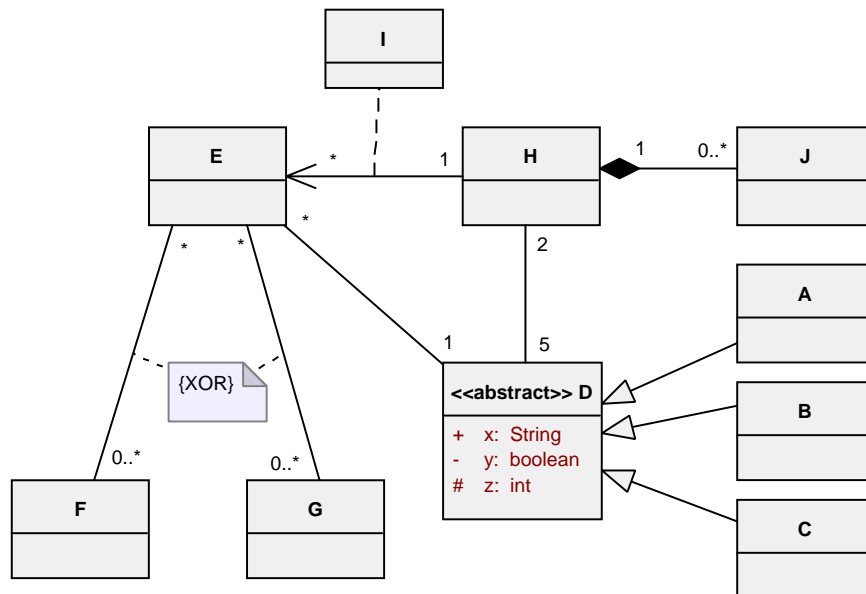 I
E
*
1
H
1
0..*
J
*
*
*
2
A
1
5
{XOR}
<<abstract>> D
B
+ x: String
- y: boolean
# z: int
0..*
0..*
F
G
C